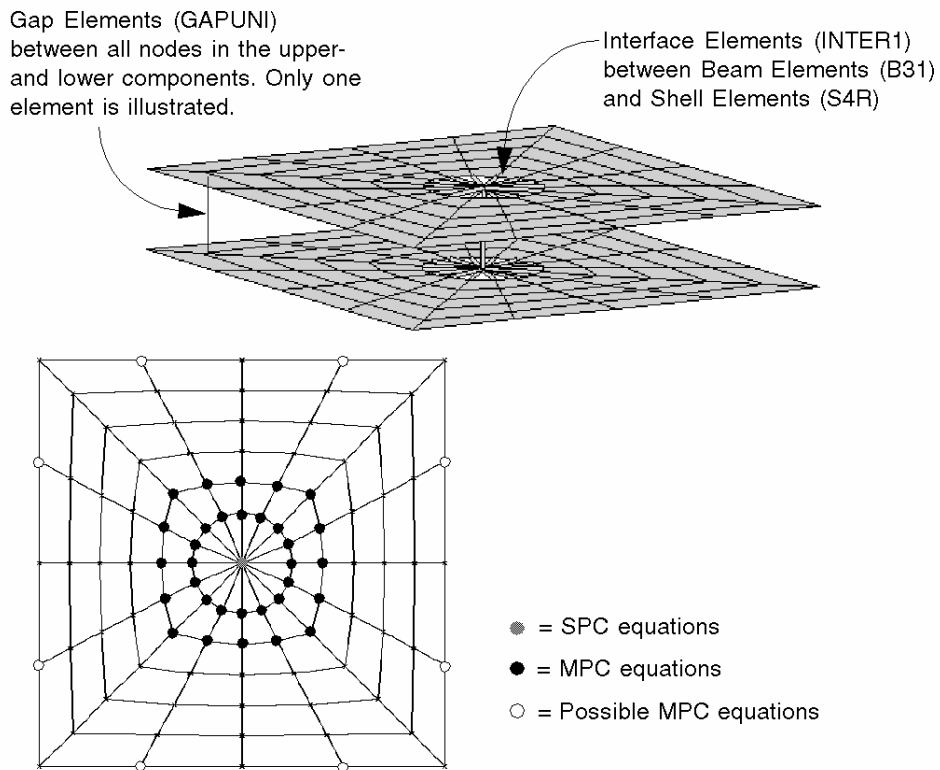 Gap Elements (GAPUNI)
between all nodes in the upper-
and lower components. Only one
element is illustrated.
Interface Elements (INTER1)
between Beam Elements (B31)
and Shell Elements (S4R)
= SPC equations
= MPC equations
= Possible MPC equations